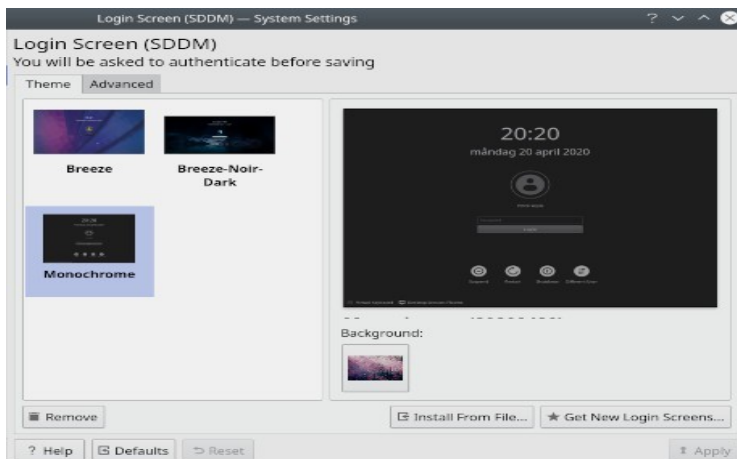 Login Screen (SDDM) — System Settings
Login Screen (SDDM)
You will be asked to authenticate before saving
Theme
Advanced
Breeze
Breeze-Noir-
Dark
Monochrome
20:20
måndag 20 april 2020
Background:
Remove
Install From File...
Get New Login Screens...
? Help
Defaults
Reset
Apply